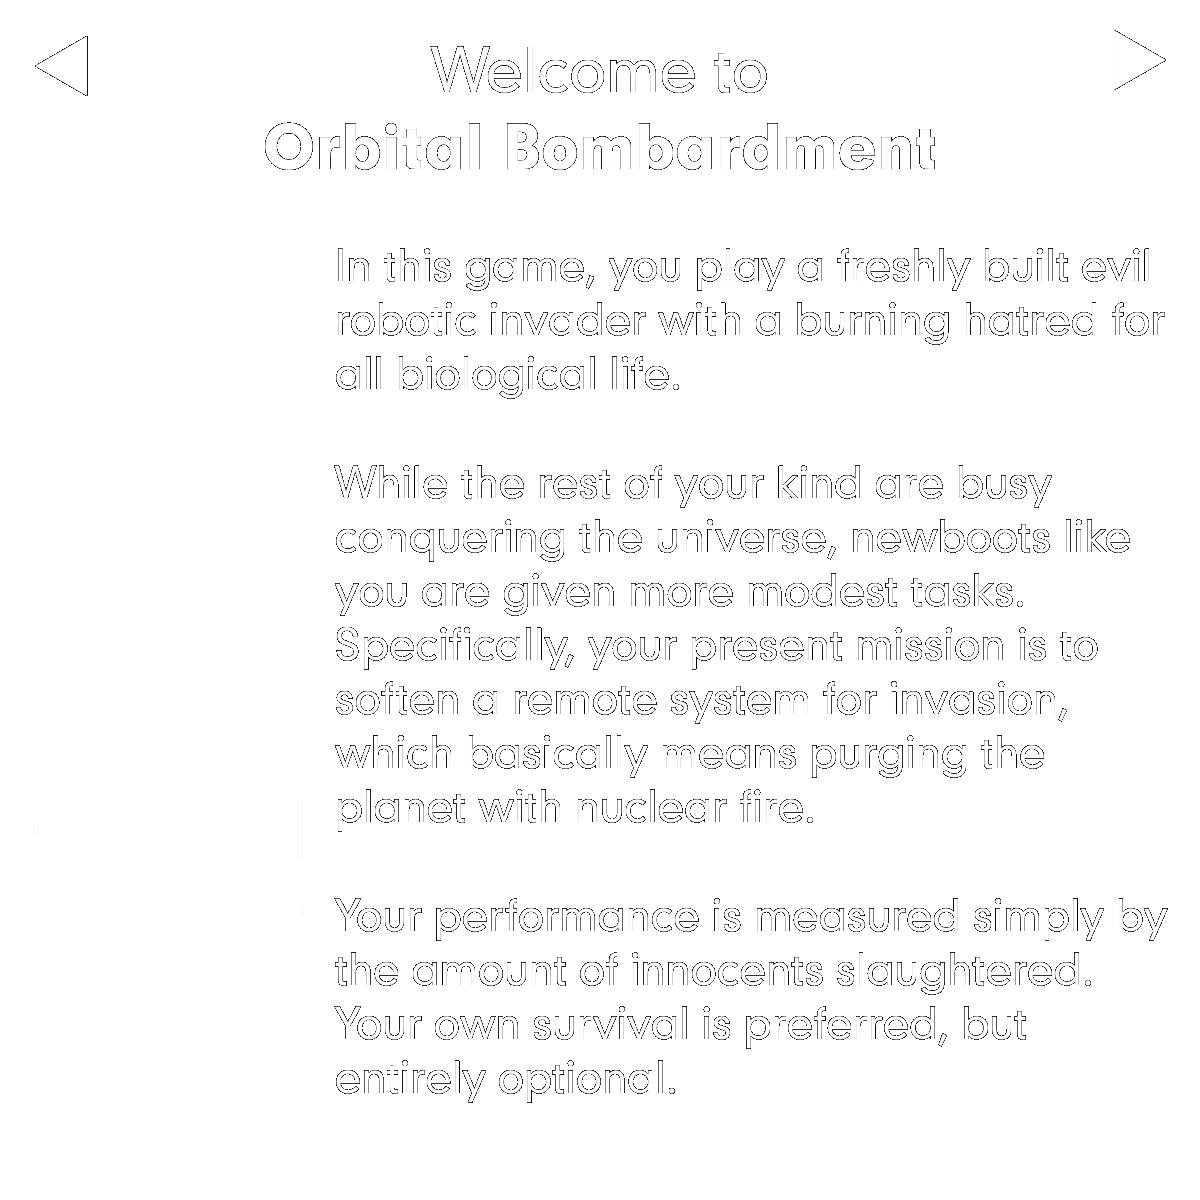 Welcome to
Orbital Bombardment
In this game, you play a freshly built evil
robotic invader with a burning hatred for
all biological life.
While the rest of your kind are busy
conquering the universe, newboots like
you are given more modest tasks.
Specifically, your present mission is to
soften a remote system for invasion,
which basically means purging the
planet with nuclear fire.
Your performance is measured simply by
the amount of innocents slaughtered.
Your own survival is preferred, but
entirely optional.